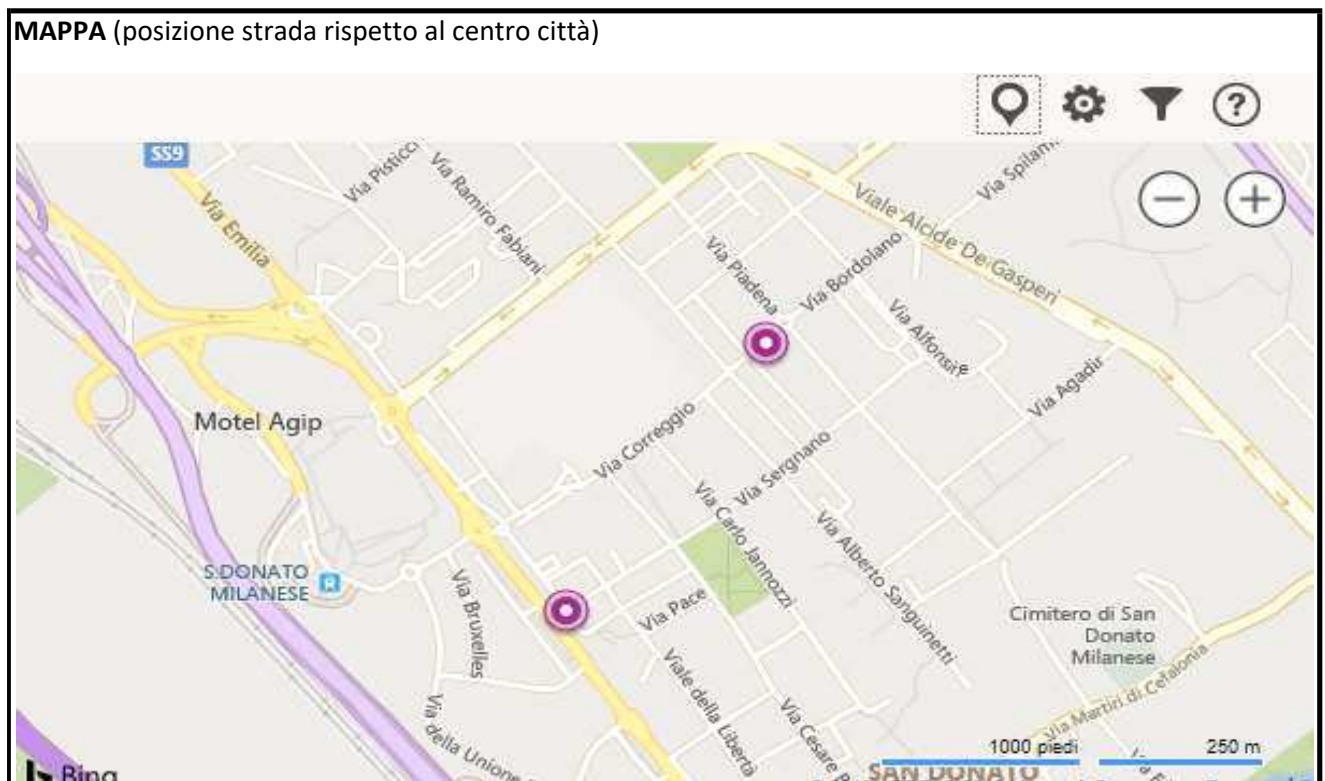 MAPPA (posizione strada rispetto al centro città)
?
SS9
Via Pisticci
Via Ramiro Fabiani
Via Emilia
Viale Alcide De Gasperi
Via Piadena
Via Bordolano
Via Alfonsine
Via Agadir
Motel Agip
Via Correggio
Via Sergnano
Via Carlo Jannozzi
Via Alberto Sanguinetti
S.DONATO
MILANESE
Via Bruxelles
Via Pace
Cimitero di San
Donato
Milanese
Viale della Libertà
Via Martiri di Cefalonia
Via della Unione
Via Cesare
1000 piedi
250 m
SAN DONATO
Bing